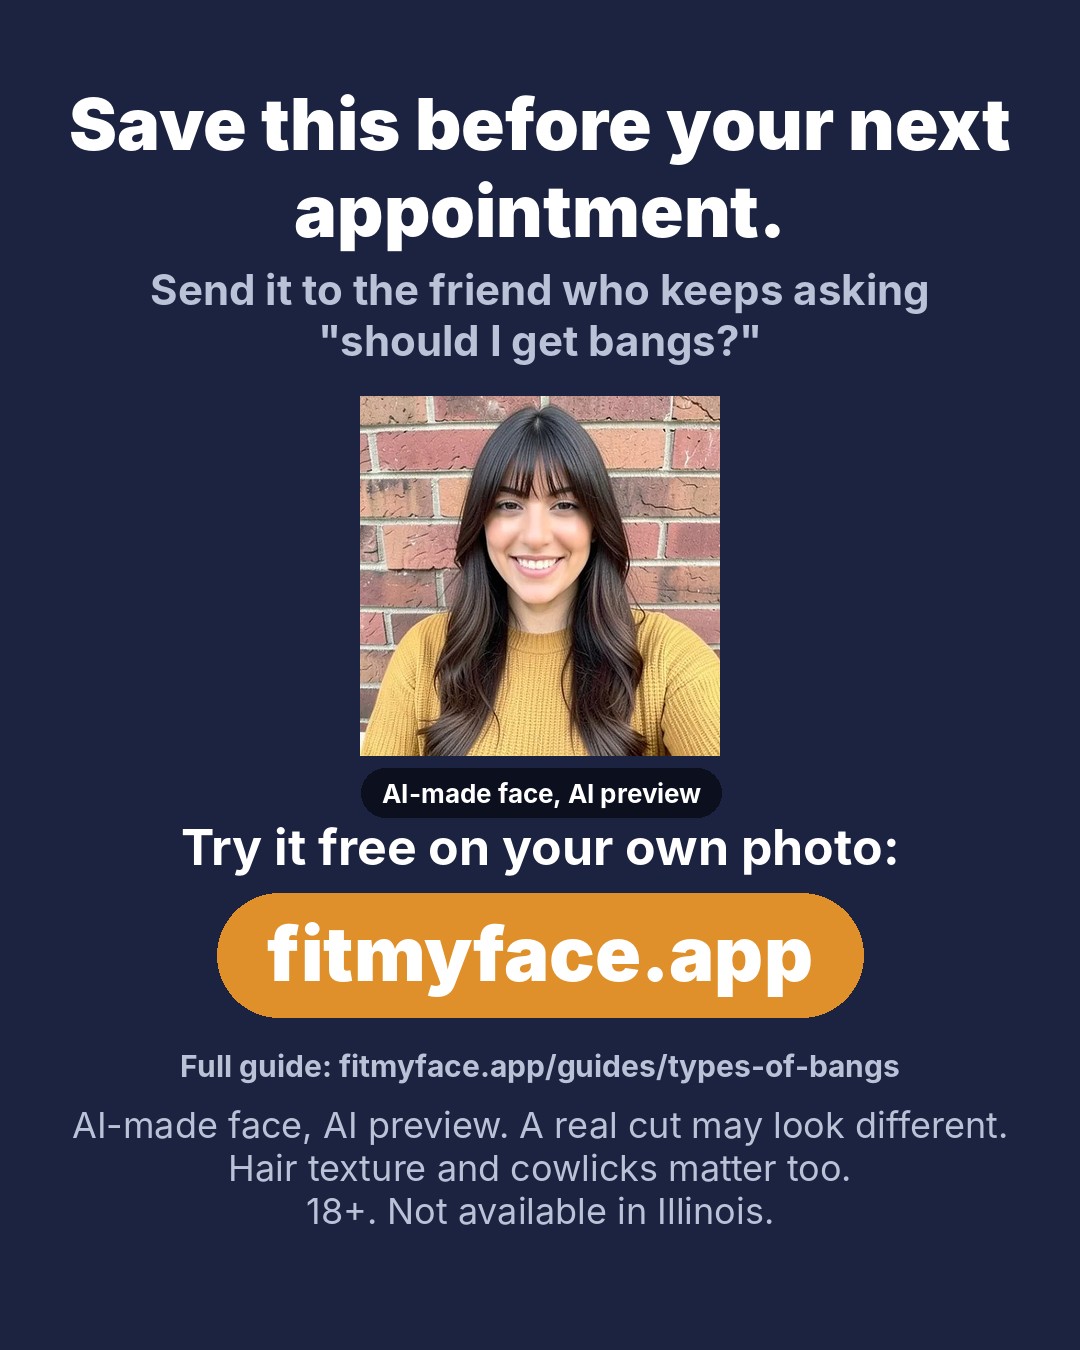 Save this before your next
appointment.
Send it to the friend who keeps asking
"should I get bangs?"
AI-made face, AI preview
Try it free on your own photo:
fitmyface.app
Full guide: fitmyface.app/guides/types-of-bangs
AI-made face, AI preview. A real cut may look different.
Hair texture and cowlicks matter too.
18+. Not available in Illinois.